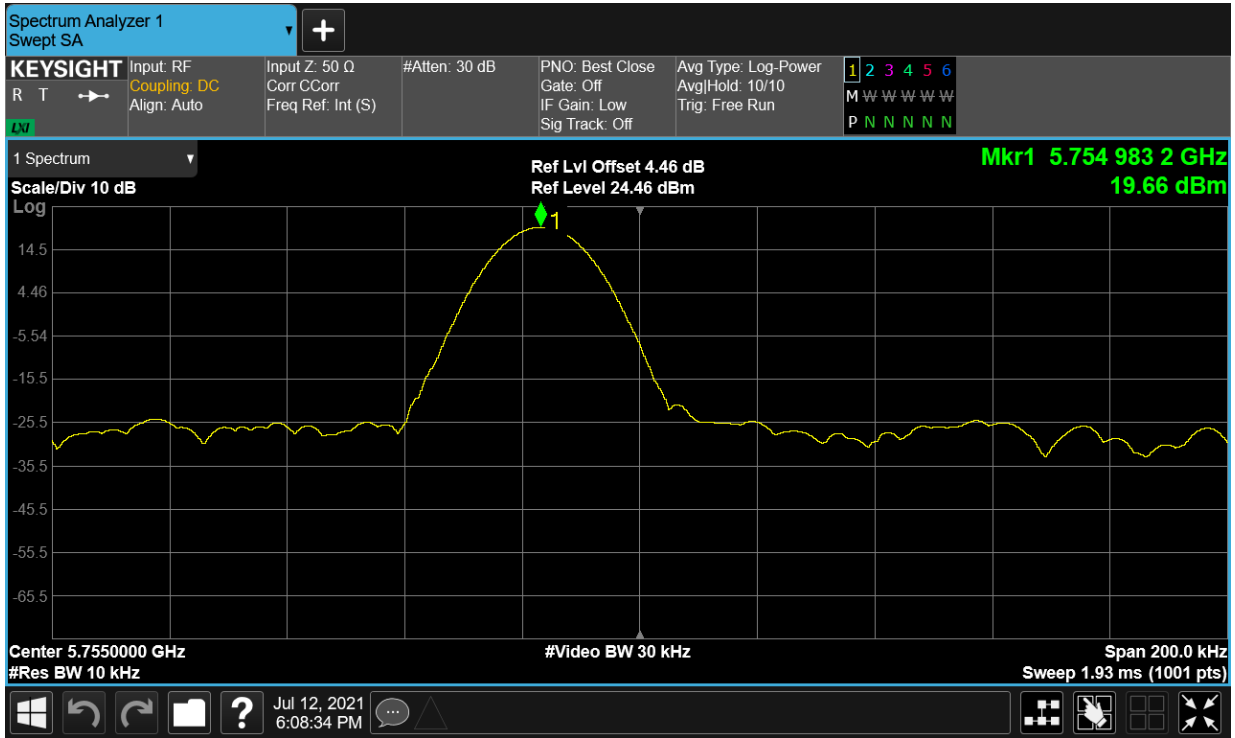 Spectrum Analyzer 1
Swept SA
KEYSIGHT
R T
LXI
Input: RF
Coupling: DC
Align: Auto
Input Z: 50 Ω
Corr CCorr
Freq Ref: Int (S)
#Atten: 30 dB
PNO: Best Close
Gate: Off
IF Gain: Low
Sig Track: Off
Avg Type: Log-Power
Avg|Hold: 10/10
Trig: Free Run
1 2 3 4 5 6
M W W W W W
P N N N N N
1 Spectrum
Scale/Div 10 dB
Log
Ref Lvl Offset 4.46 dB
Ref Level 24.46 dBm
Mkr1 5.754 983 2 GHz
19.66 dBm
1
14.5
4.46
-5.54
-15.5
-25.5
-35.5
-45.5
-55.5
-65.5
Center 5.7550000 GHz
#Res BW 10 kHz
#Video BW 30 kHz
Span 200.0 kHz
Sweep 1.93 ms (1001 pts)
?
Jul 12, 2021
6:08:34 PM